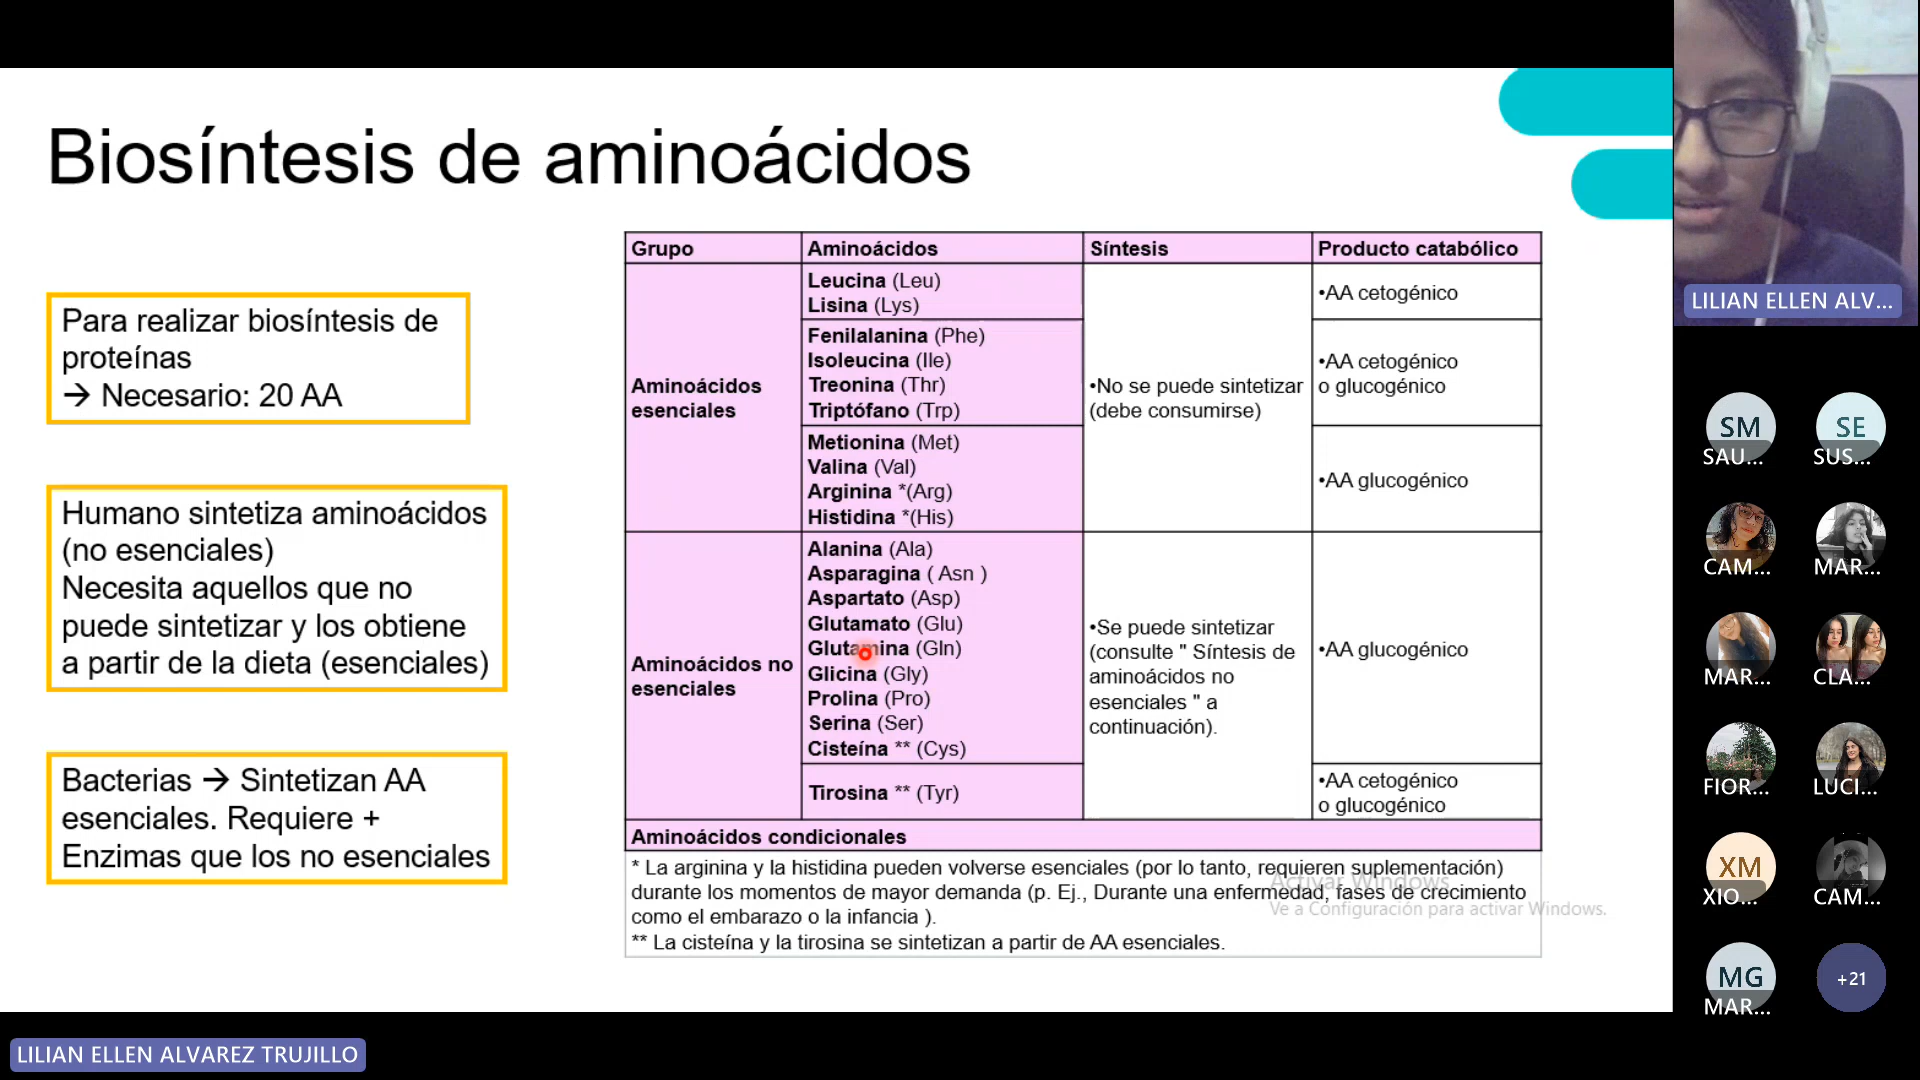 Biosíntesis de aminoácidos
Para realizar biosíntesis de
proteínas
→ Necesario: 20 AA
Humano sintetiza aminoácidos
(no esenciales)
Necesita aquellos que no
puede sintetizar y los obtiene
a partir de la dieta (esenciales)
Bacterias → Sintetizan AA
esenciales. Requiere +
Enzimas que los no esenciales
Grupo
Aminoácidos
Síntesis
Producto catabólico
Aminoácidos
esenciales
Leucina (Leu)
Lisina (Lys)
Fenilalanina (Phe)
Isoleucina (Ile)
Treonina (Thr)
Triptófano (Trp)
Metionina (Met)
Valina (Val)
Arginina *(Arg)
Histidina *(His)
•No se puede sintetizar
(debe consumirse)
•AA cetogénico
•AA cetogénico
o glucogénico
•AA glucogénico
Aminoácidos no
esenciales
Alanina (Ala)
Asparagina ( Asn )
Aspartato (Asp)
Glutamato (Glu)
Glutamina (Gln)
Glicina (Gly)
Prolina (Pro)
Serina (Ser)
Cisteína ** (Cys)
Tirosina ** (Tyr)
•Se puede sintetizar
(consulte " Síntesis de
aminoácidos no
esenciales " a
continuación).
•AA glucogénico
•AA cetogénico
o glucogénico
Aminoácidos condicionales
* La arginina y la histidina pueden volverse esenciales (por lo tanto, requieren suplementación)
durante los momentos de mayor demanda (p. Ej., Durante una enfermedad, fases de crecimiento
como el embarazo o la infancia ).
** La cisteína y la tirosina se sintetizan a partir de AA esenciales.
Activar Windows
Ve a Configuración para activar Windows.
LILIAN ELLEN ALV...
SM
SAU...
SE
SUS...
CAM...
MAR...
MAR...
CLA...
FIOR...
LUCI...
XM
XIO...
CAM...
MG
MAR...
+21
LILIAN ELLEN ALVAREZ TRUJILLO